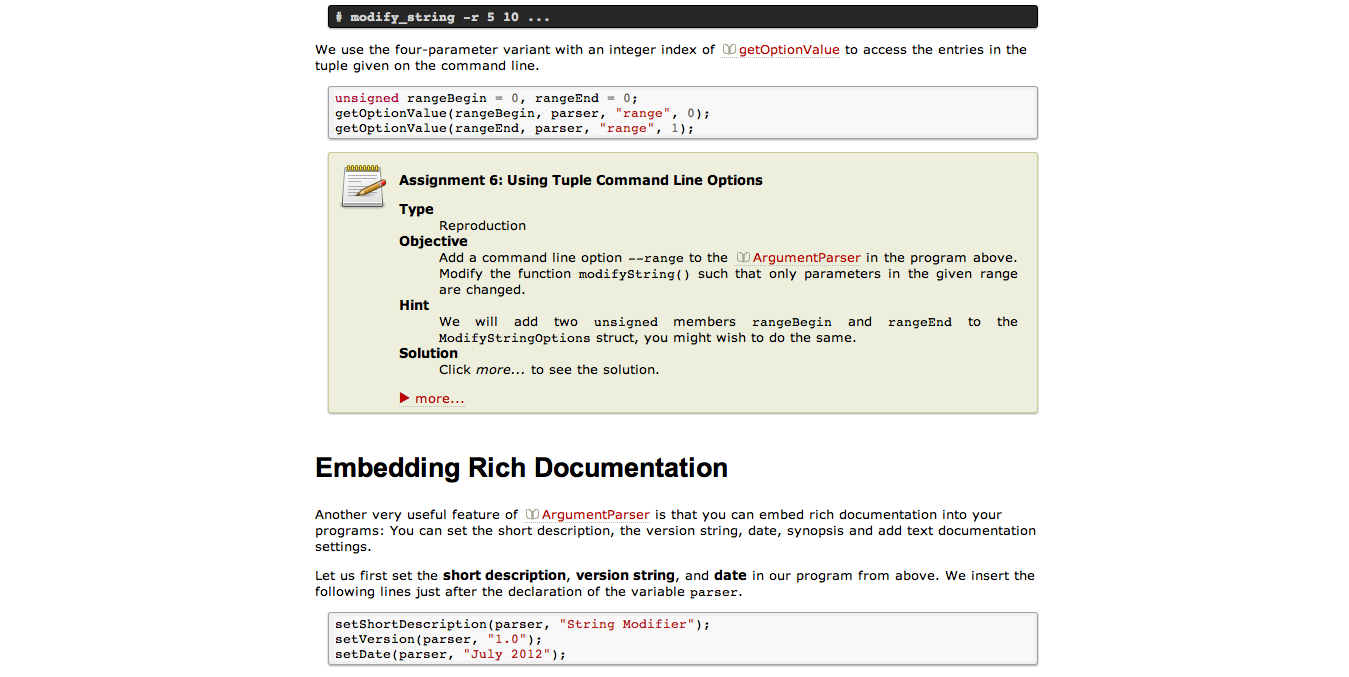 # modify_string -r 5 10 ...
We use the four-parameter variant with an integer index of getOptionValue to access the entries in the
tuple given on the command line.
unsigned rangeBegin = 0, rangeEnd = 0;
getOptionValue(rangeBegin, parser, "range", 0);
getOptionValue(rangeEnd, parser, "range", 1);
Assignment 6: Using Tuple Command Line Options
Type
Reproduction
Objective
Add a command line option --range to the ArgumentParser in the program above.
Modify the function modifyString() such that only parameters in the given range
are changed.
Hint
We will add two unsigned members rangeBegin and rangeEnd to the
ModifyStringOptions struct, you might wish to do the same.
Solution
Click more... to see the solution.
more...
Embedding Rich Documentation
Another very useful feature of ArgumentParser is that you can embed rich documentation into your
programs: You can set the short description, the version string, date, synopsis and add text documentation
settings.
Let us first set the short description, version string, and date in our program from above. We insert the
following lines just after the declaration of the variable parser.
setShortDescription(parser, "String Modifier");
setVersion(parser, "1.0");
setDate(parser, "July 2012");